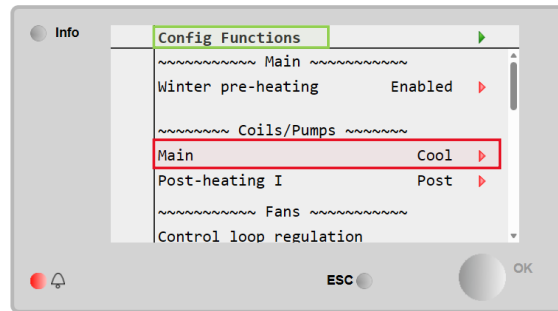 Info
Config Functions
~~~~~~~~~~~ Main ~~~~~~~~~~~
Winter pre-heating Enabled
~~~~~~~~ Coils/Pumps ~~~~~~~
Main Cool
Post-heating I Post
~~~~~~~~~~~ Fans ~~~~~~~~~~~
Control loop regulation
ESC
OK